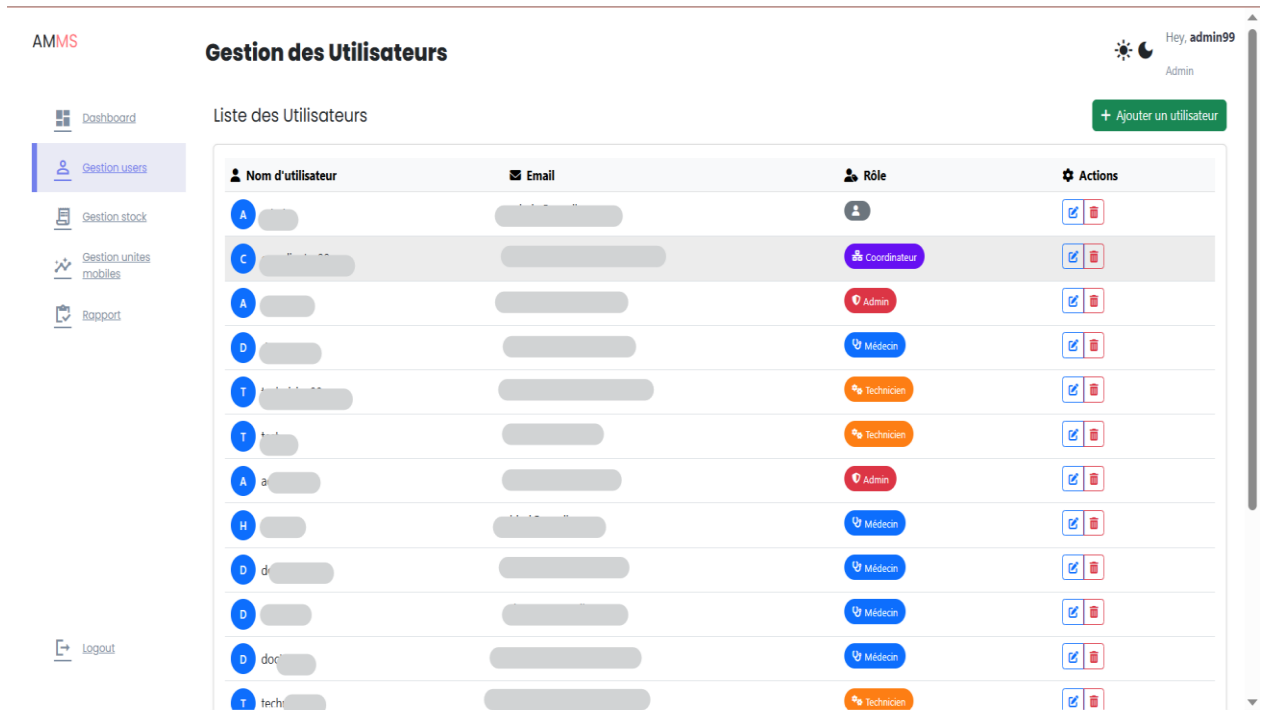 AMMS
Gestion des Utilisateurs
Hey, admin99
Admin
Dashboard
Gestion users
Gestion stock
Gestion unites
mobiles
Rapport
Logout
Liste des Utilisateurs
+ Ajouter un utilisateur
Nom d'utilisateur Email Rôle Actions
A
C Coordinateur
A Admin
D Médecin
T Technicien
T Technicien
A Admin
H Médecin
D Médecin
D Médecin
D Médecin
T Technicien